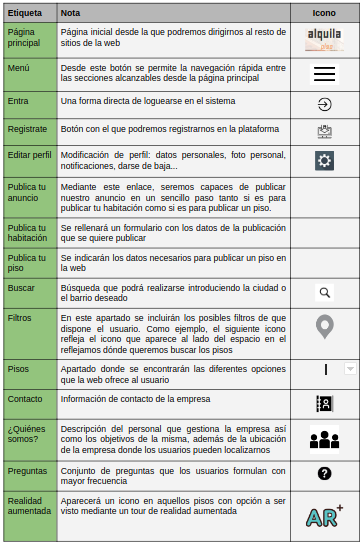 Etiqueta Nota Icono
Página Página inicial desde la que podremos dirigirnos al resto de alquila
principal sitios de la web piso
Menú Desde este botón se permite la navegación rápida entre
las secciones alcanzables desde la página principal
Entra Una forma directa de loguearse en el sistema
Registrate Botón con el que podremos registrarnos en la plataforma
Editar perfil Modificación de perfil: datos personales, foto personal,
notificaciones, darse de baja...
Publica tu Mediante este enlace, seremos capaces de publicar
anuncio nuestro anuncio en un sencillo paso tanto si es para
publicar tu habitación como si es para publicar un piso.
Publica tu Se rellenará un formulario con los datos de la publicación
habitación que se quiere publicar
Publica tu Se indicarán los datos necesarios para publicar un piso en
piso la web
Buscar Búsqueda que podrá realizarse introduciendo la ciudad o
el barrio deseado
Filtros En este apartado se incluirán los posibles filtros de que
dispone el usuario. Como ejemplo, el siguiente icono
refleja el icono que aparece al lado del espacio en el
reflejamos dónde queremos buscar los pisos
Pisos Apartado donde se encontrarán las diferentes opciones
que la web ofrece al usuario
Contacto Información de contacto de la empresa
¿Quiénes Descripción del personal que gestiona la empresa así
somos? como los objetivos de la misma, además de la ubicación
de la empresa donde los usuarios pueden localizarnos
Preguntas Conjunto de preguntas que los usuarios formulan con ?
mayor frecuencia
Realidad Aparecerá un icono en aquellos pisos con opción a ser AR+
aumentada visto mediante un tour de realidad aumentada